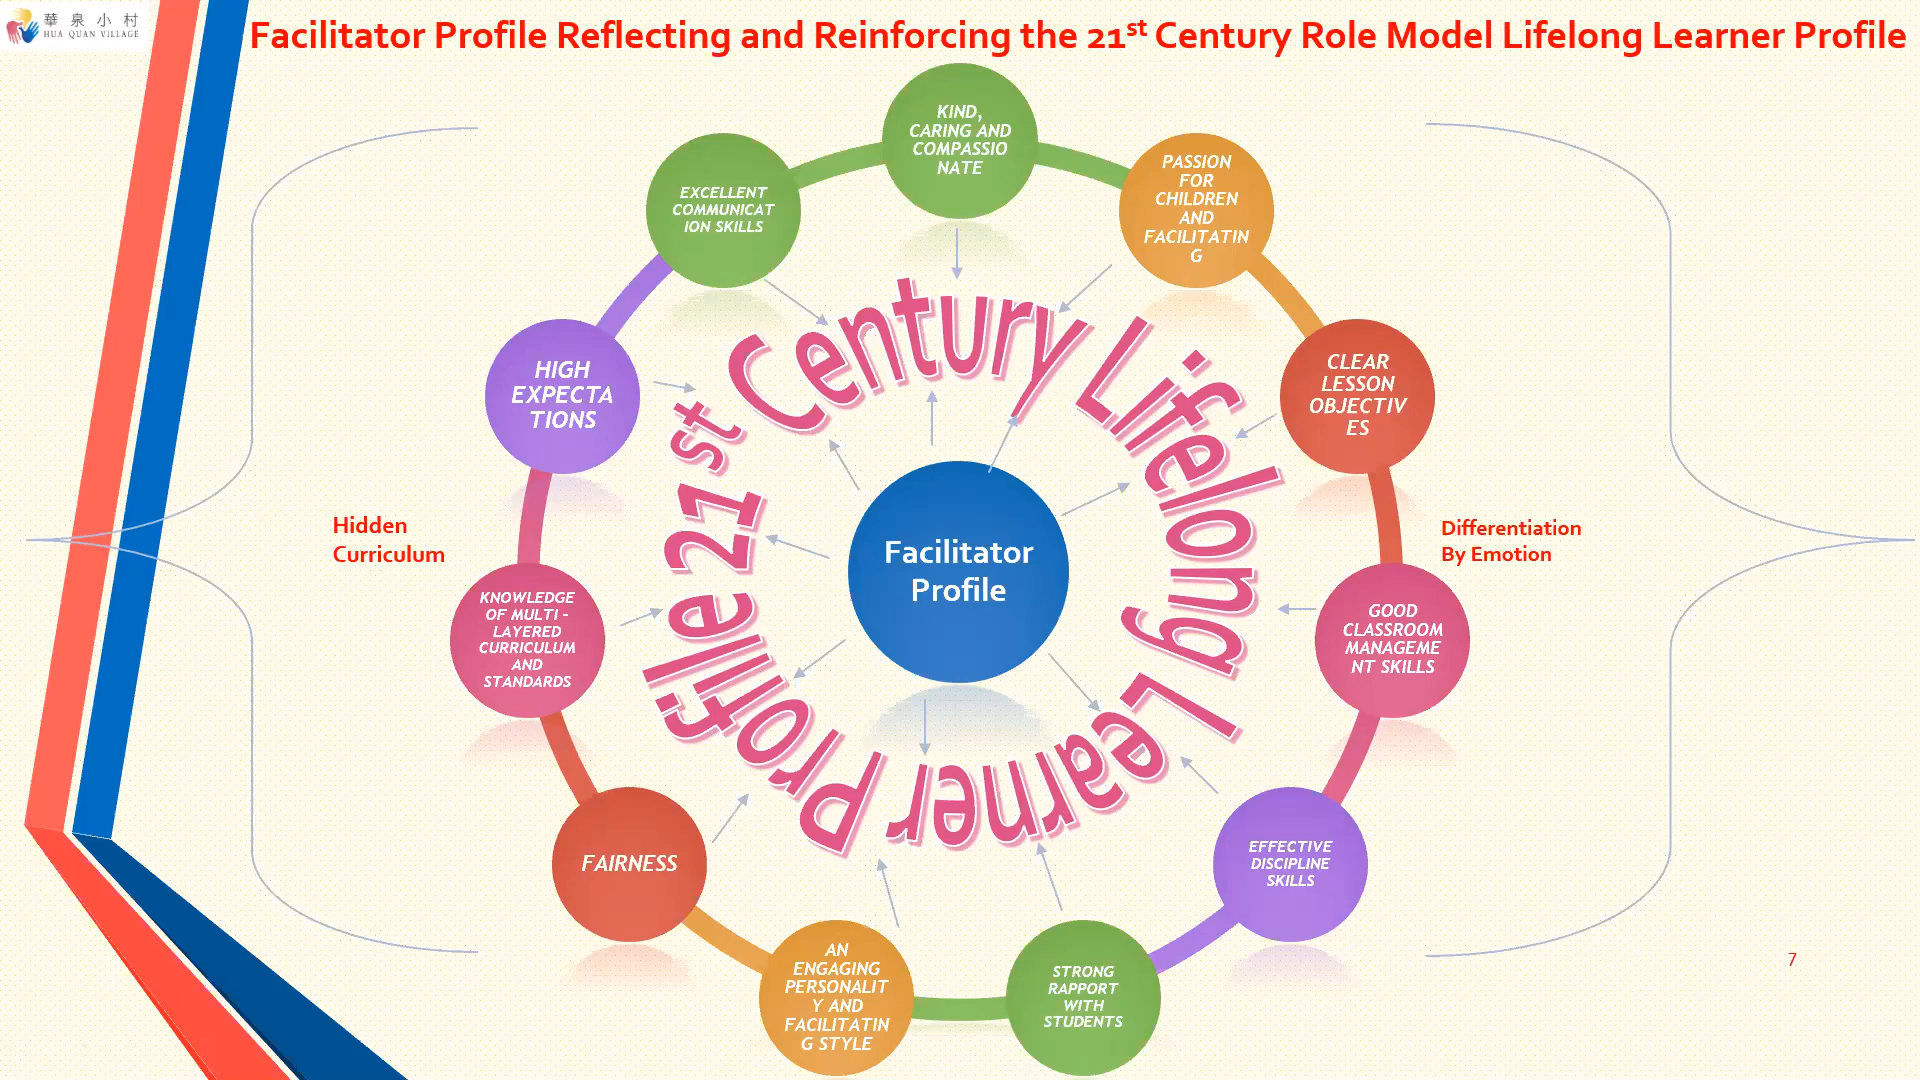 華泉小村
HUA QUAN VILLAGE
Facilitator Profile Reflecting and Reinforcing the 21st Century Role Model Lifelong Learner Profile
KIND,
CARING AND
COMPASSIO
NATE
PASSION
FOR
CHILDREN
AND
FACILITATIN
G
CLEAR
LESSON
OBJECTIV
ES
GOOD
CLASSROOM
MANAGEME
NT SKILLS
EFFECTIVE
DISCIPLINE
SKILLS
STRONG
RAPPORT
WITH
STUDENTS
AN
ENGAGING
PERSONALIT
Y AND
FACILITATIN
G STYLE
FAIRNESS
KNOWLEDGE
OF MULTI –
LAYERED
CURRICULUM
AND
STANDARDS
HIGH
EXPECTA
TIONS
EXCELLENT
COMMUNICAT
ION SKILLS
21st Century Lifelong Learner Profile
Facilitator
Profile
Hidden
Curriculum
Differentiation
By Emotion
7